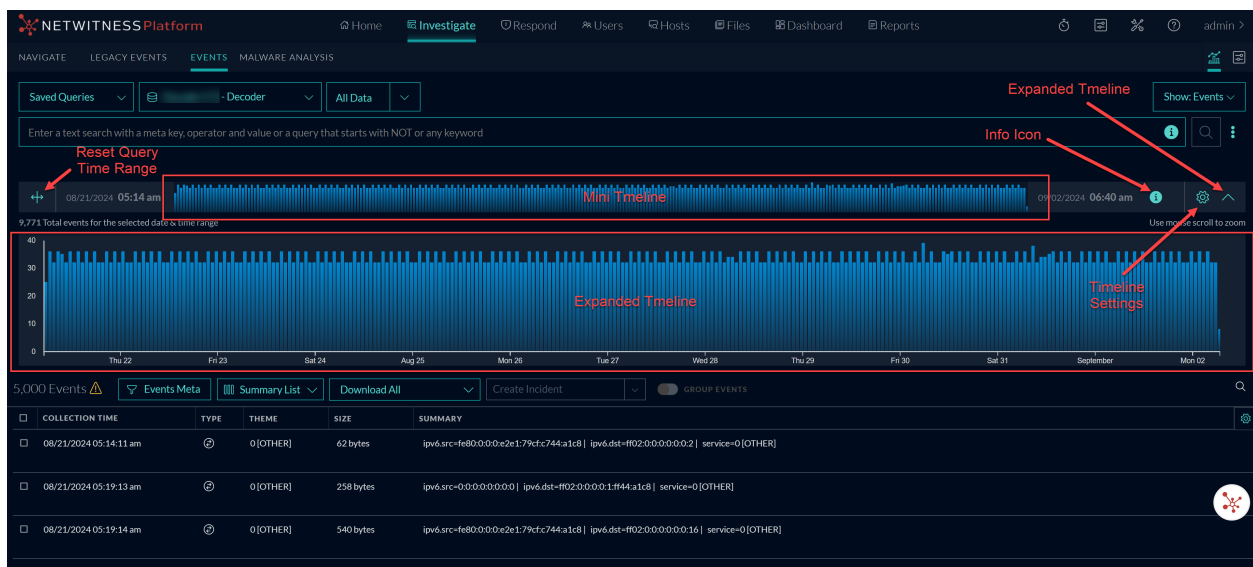 NETWITNESS Platform
Home Investigate Respond Users Hosts Files Dashboard Reports admin >
NAVIGATE LEGACY EVENTS EVENTS MALWARE ANALYSIS
Expanded Tmeline
Saved Queries - Decoder All Data Show: Events
Enter a text search with a meta key, operator and value or a query that starts with NOT or any keyword
Info Icon
Reset Query
Time Range
08/21/2024 05:14 am Mini Tmeline 09/02/2024 06:40 am
9,771 Total events for the selected date & time range Use mouse scroll to zoom
40
30
20
10
0
Expanded Tmeline
Timeline
Settings
Thu 22 Fri 23 Sat 24 Aug 25 Mon 26 Tue 27 Wed 28 Thu 29 Fri 30 Sat 31 September Mon 02
5,000 Events Events Meta Summary List Download All Create Incident GROUP EVENTS
COLLECTION TIME TYPE THEME SIZE SUMMARY
08/21/2024 05:14:11 am 0 [OTHER] 62 bytes ipv6.src=fe80:0:0:0:e2e1:79cf:c744:a1c8 | ipv6.dst=ff02:0:0:0:0:0:0:2 | service=0 [OTHER]
08/21/2024 05:19:13 am 0 [OTHER] 258 bytes ipv6.src=0:0:0:0:0:0:0:0 | ipv6.dst=ff02:0:0:0:0:1:ff44:a1c8 | service=0 [OTHER]
08/21/2024 05:19:14 am 0 [OTHER] 540 bytes ipv6.src=fe80:0:0:0:e2e1:79cf:c744:a1c8 | ipv6.dst=ff02:0:0:0:0:0:0:16 | service=0 [OTHER]